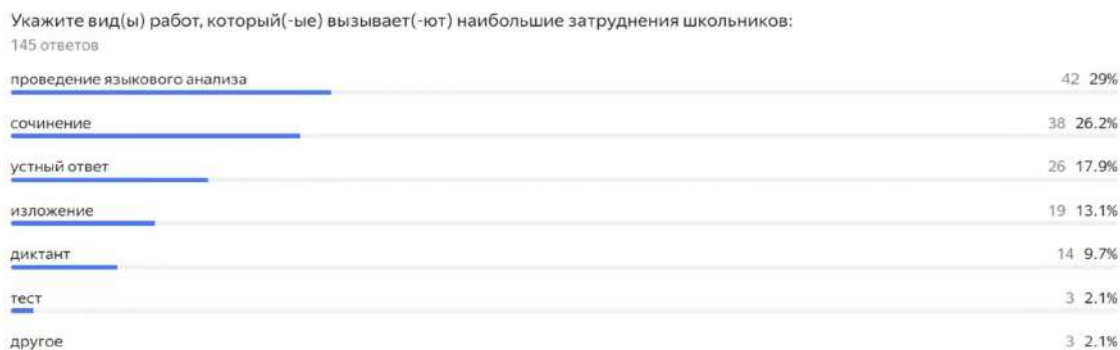 Укажите вид(ы) работ, который(-ые) вызывает(-ют) наибольшие затруднения школьников:
145 ответов
проведение языкового анализа 42 29%
сочинение 38 26.2%
устный ответ 26 17.9%
изложение 19 13.1%
диктант 14 9.7%
тест 3 2.1%
другое 3 2.1%